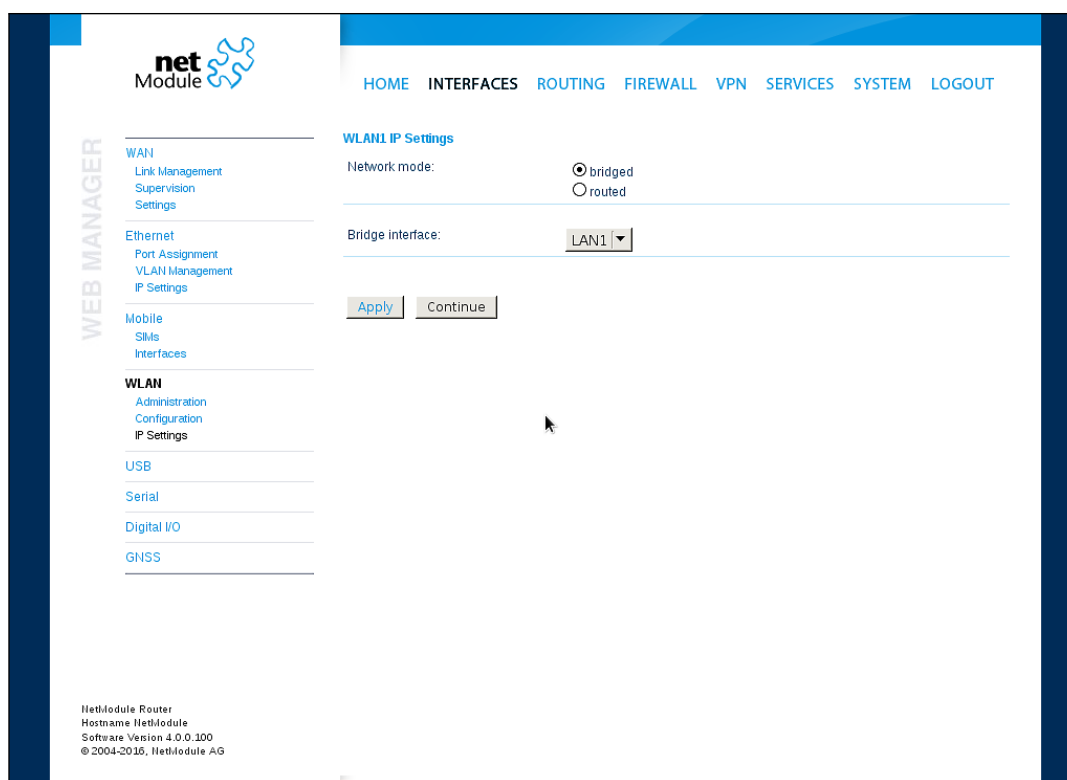 net
Module
HOME INTERFACES ROUTING FIREWALL VPN SERVICES SYSTEM LOGOUT
WEB MANAGER
WAN
Link Management
Supervision
Settings
Ethernet
Port Assignment
VLAN Management
IP Settings
Mobile
SIMs
Interfaces
WLAN
Administration
Configuration
IP Settings
USB
Serial
Digital I/O
GNSS
WLAN1 IP Settings
Network mode:
bridged
routed
Bridge interface:
LAN1
Apply Continue
NetModule Router
Hostname NetModule
Software Version 4.0.0.100
© 2004-2016, NetModule AG